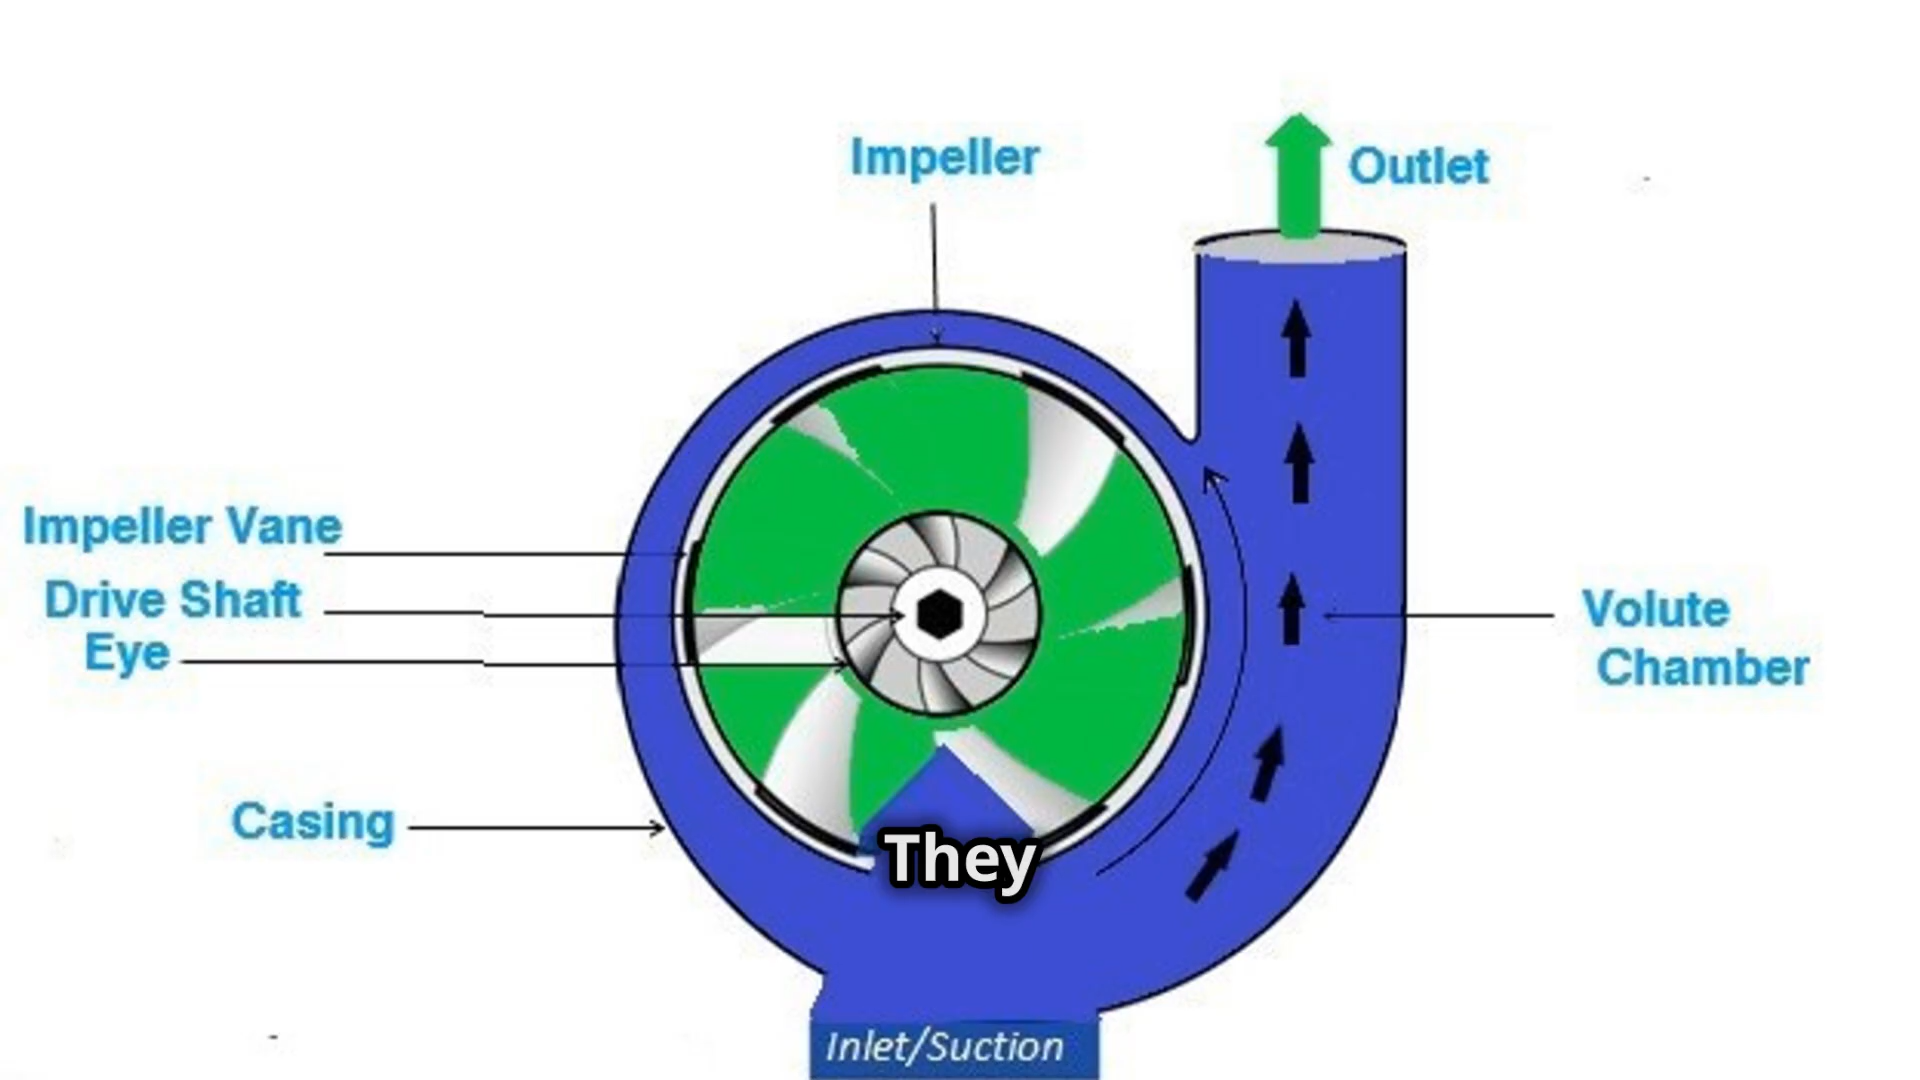 Impeller
Outlet
Impeller Vane
Drive Shaft
Eye
Volute
Chamber
Casing
They
Inlet/Suction